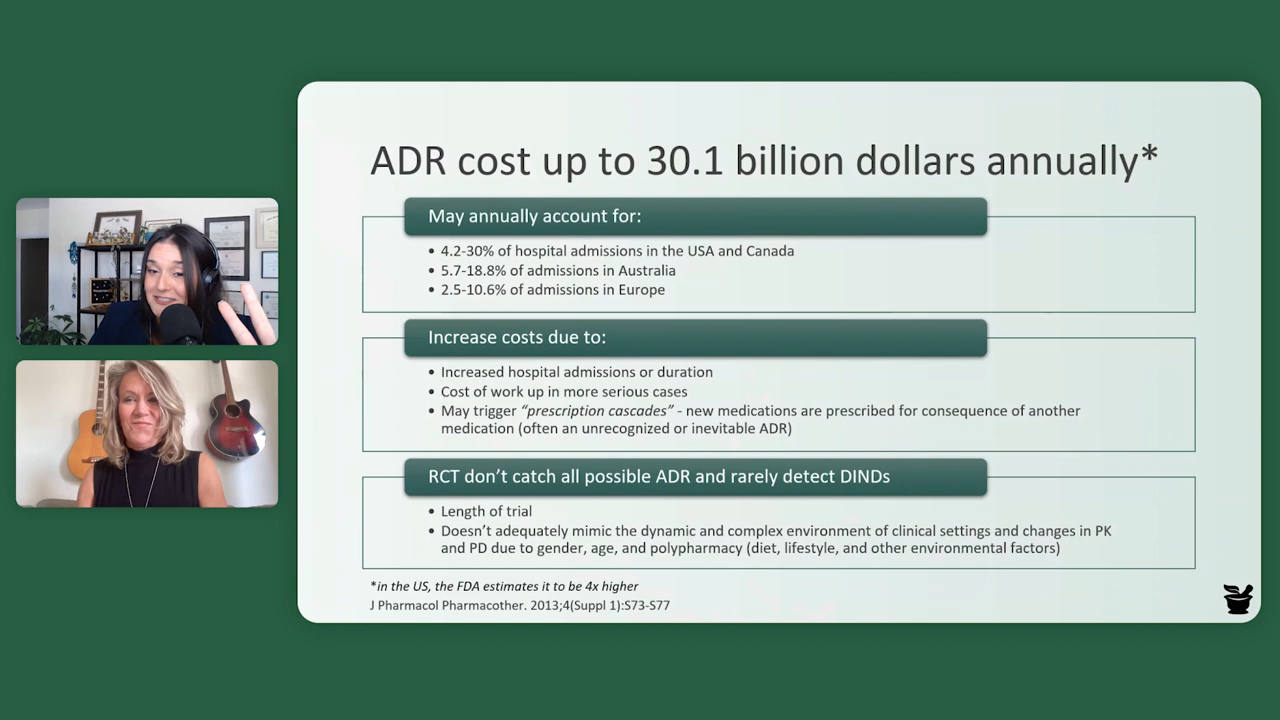 ADR cost up to 30.1 billion dollars annually*
May annually account for:
• 4.2-30% of hospital admissions in the USA and Canada
• 5.7-18.8% of admissions in Australia
• 2.5-10.6% of admissions in Europe
Increase costs due to:
• Increased hospital admissions or duration
• Cost of work up in more serious cases
• May trigger “prescription cascades” - new medications are prescribed for consequence of another
medication (often an unrecognized or inevitable ADR)
RCT don’t catch all possible ADR and rarely detect DINDs
• Length of trial
• Doesn’t adequately mimic the dynamic and complex environment of clinical settings and changes in PK
and PD due to gender, age, and polypharmacy (diet, lifestyle, and other environmental factors)
*in the US, the FDA estimates it to be 4x higher
J Pharmacol Pharmacother. 2013;4(Suppl 1):S73-S77